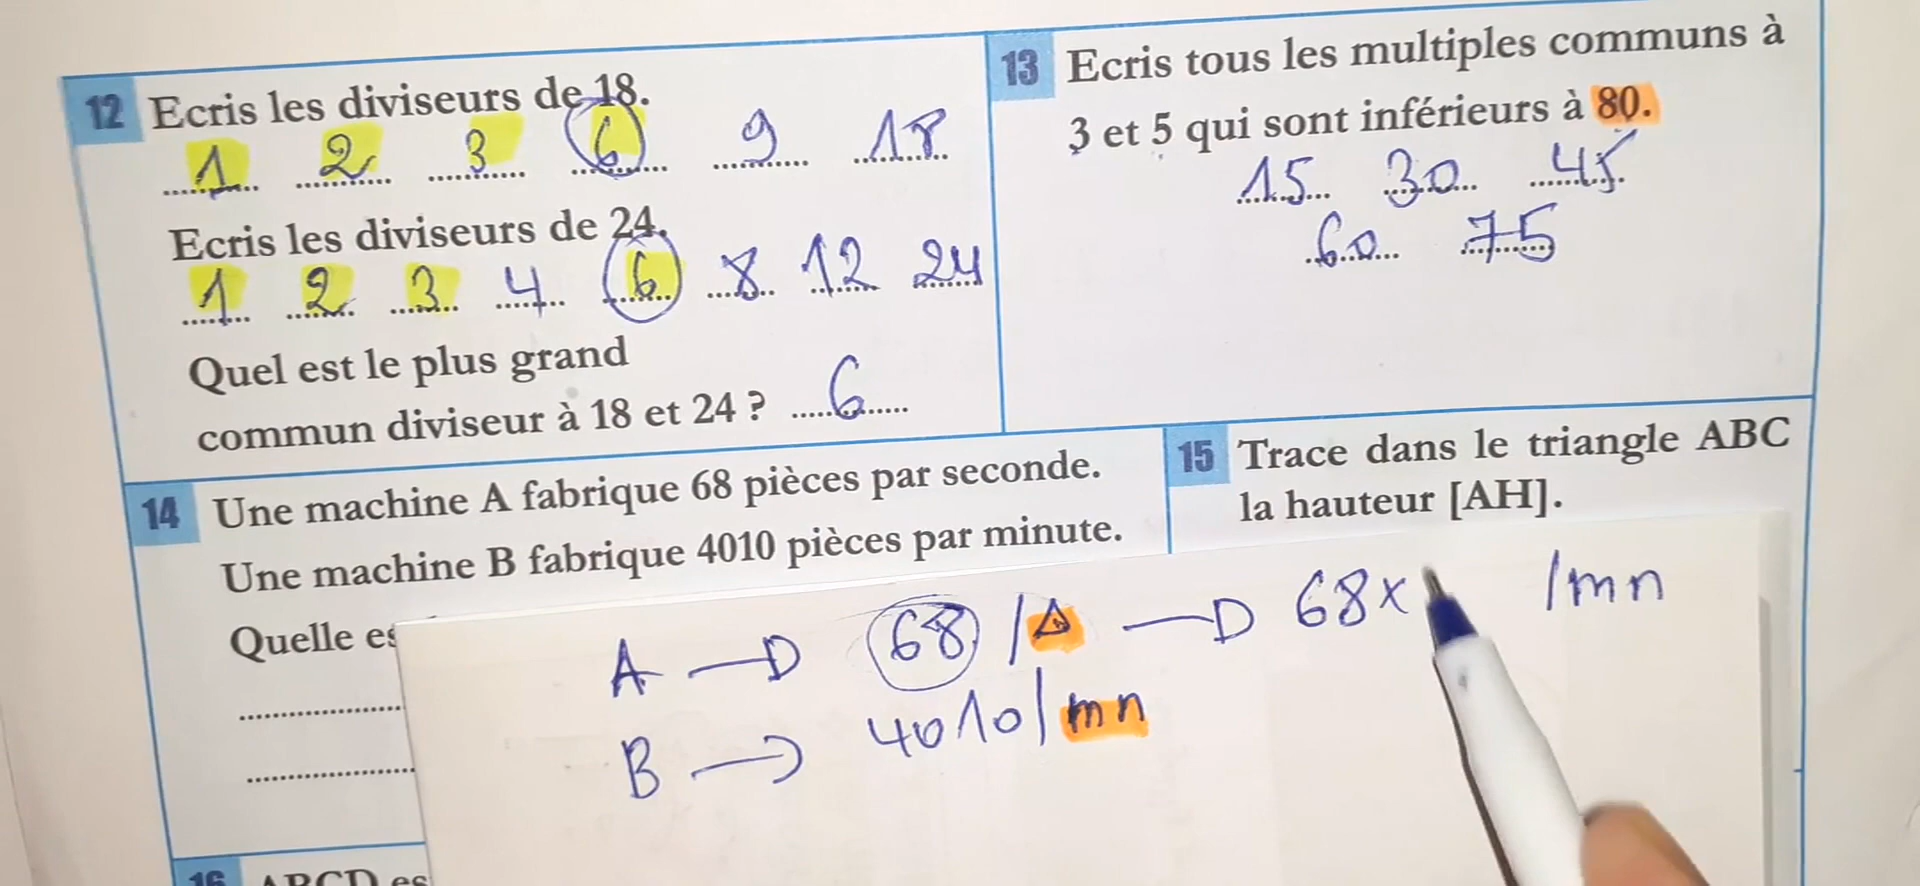 12 Ecris les diviseurs de 18.
1 2 3 6 9 18
Ecris les diviseurs de 24.
1 2 3 4 6 8 12 24
Quel est le plus grand
commun diviseur à 18 et 24 ? 6
13 Ecris tous les multiples communs à
3 et 5 qui sont inférieurs à 80.
15 30 45
60 75
14 Une machine A fabrique 68 pièces par seconde.
Une machine B fabrique 4010 pièces par minute.
Quelle
15 Trace dans le triangle ABC
la hauteur [AH].
A 68 /s 68x /mn
B → 4010/mn
16 ABCD es